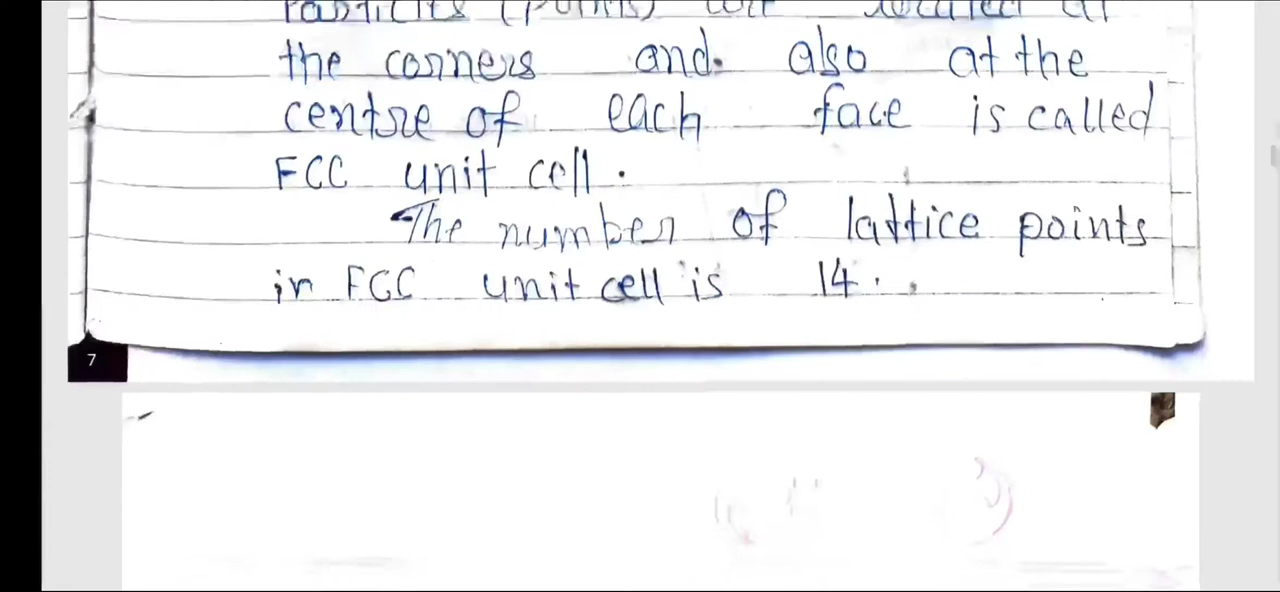 the corners and. also at the
centre of each face is called
FCC unit cell.
The number of lattice points
in FCC unit cell is 14.
7